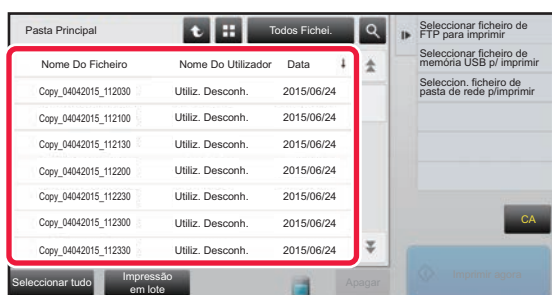 Pasta Principal
Todos Fichei.
Nome Do Ficheiro Nome Do Utilizador Data
Copy_04042015_112030 Utiliz. Desconh. 2015/06/24
Copy_04042015_112100 Utiliz. Desconh. 2015/06/24
Copy_04042015_112130 Utiliz. Desconh. 2015/06/24
Copy_04042015_112200 Utiliz. Desconh. 2015/06/24
Copy_04042015_112230 Utiliz. Desconh. 2015/06/24
Copy_04042015_112300 Utiliz. Desconh. 2015/06/24
Copy_04042015_112330 Utiliz. Desconh. 2015/06/24
Seleccionar tudo
Impressão
em lote
Apagar
Seleccionar ficheiro de
FTP para imprimir
Seleccionar ficheiro de
memória USB p/ imprimir
Seleccion. ficheiro de
pasta de rede p/imprimir
CA
Imprimir agora